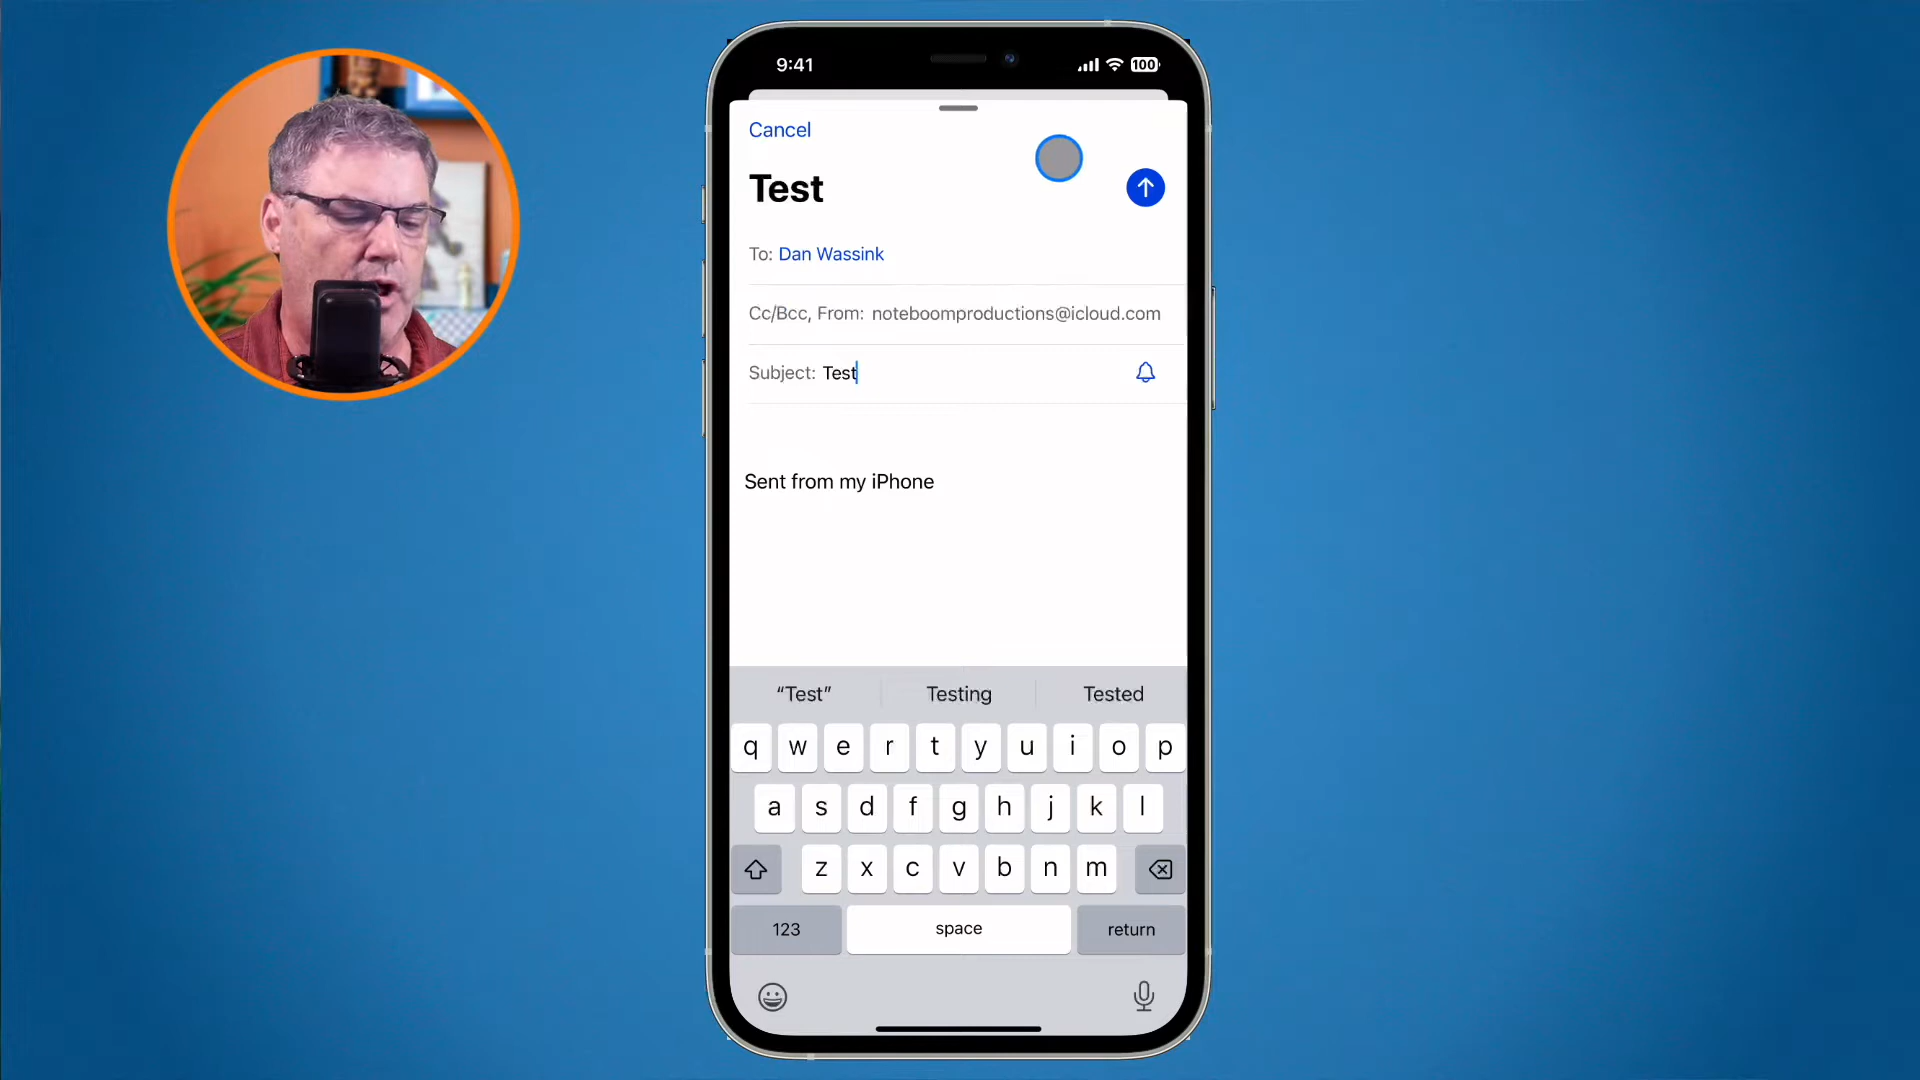 9:41
100
Cancel
Test
To: Dan Wassink
Cc/Bcc, From: noteboomproductions@icloud.com
Subject: Test
Sent from my iPhone
“Test” Testing Tested
q w e r t y u i o p
a s d f g h j k l
z x c v b n m
123 space return